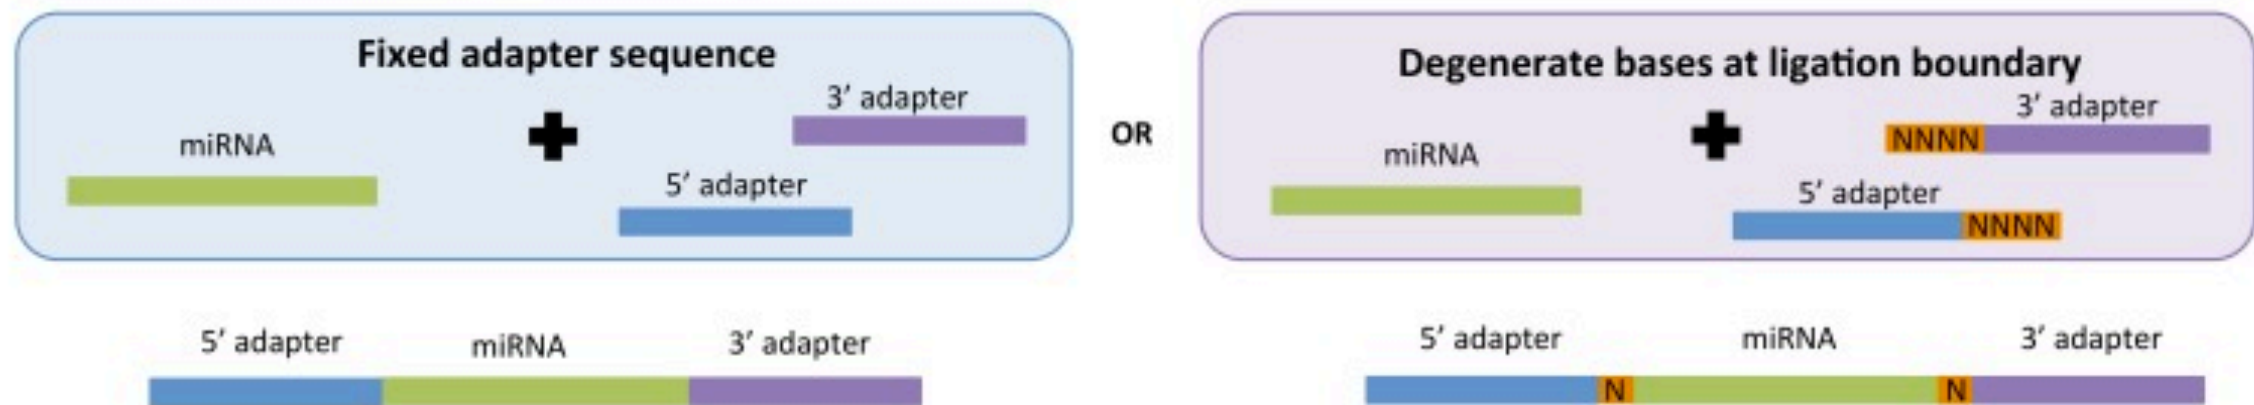 Fixed adapter sequence
miRNA
3’ adapter
5’ adapter
OR
Degenerate bases at ligation boundary
miRNA
3’ adapter
NNNN
5’ adapter
NNNN
5’ adapter miRNA 3’ adapter
5’ adapter miRNA 3’ adapter
N N